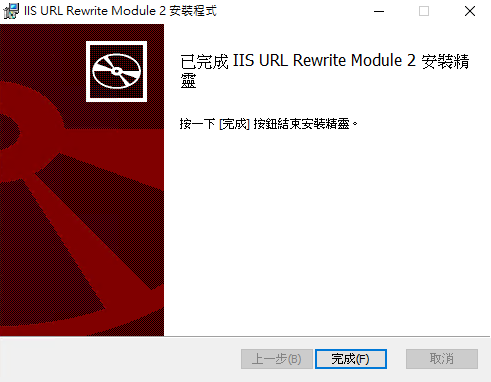 IIS URL Rewrite Module 2 安裝程式
已完成 IIS URL Rewrite Module 2 安裝精
靈
按一下 [完成] 按鈕結束安裝精靈。
上一步(B)
完成(F)
取消